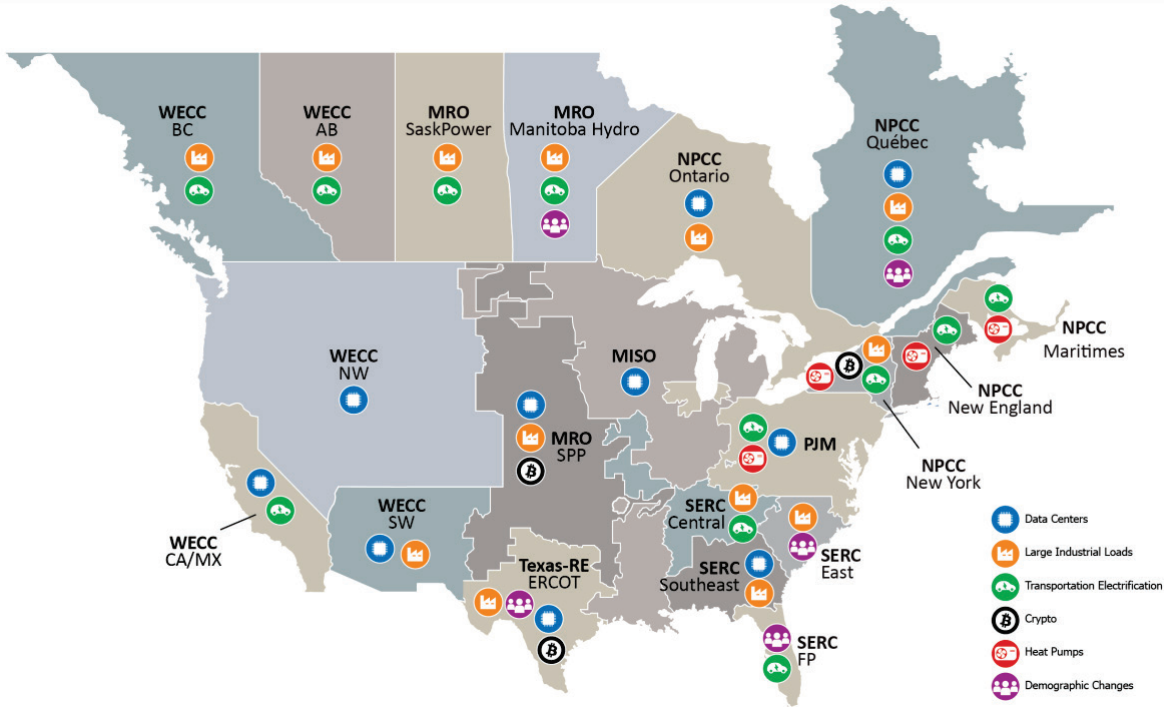 WECC
BC
WECC
AB
MRO
SaskPower
MRO
Manitoba Hydro
NPCC
Ontario
NPCC
Québec
NPCC
Maritimes
WECC
NW
MISO
NPCC
New England
MRO
SPP
PJM
NPCC
New York
WECC
CA/MX
WECC
SW
SERC
Central
SERC
East
Texas-RE
ERCOT
SERC
Southeast
SERC
FP
Data Centers
Large Industrial Loads
Transportation Electrification
Crypto
Heat Pumps
Demographic Changes